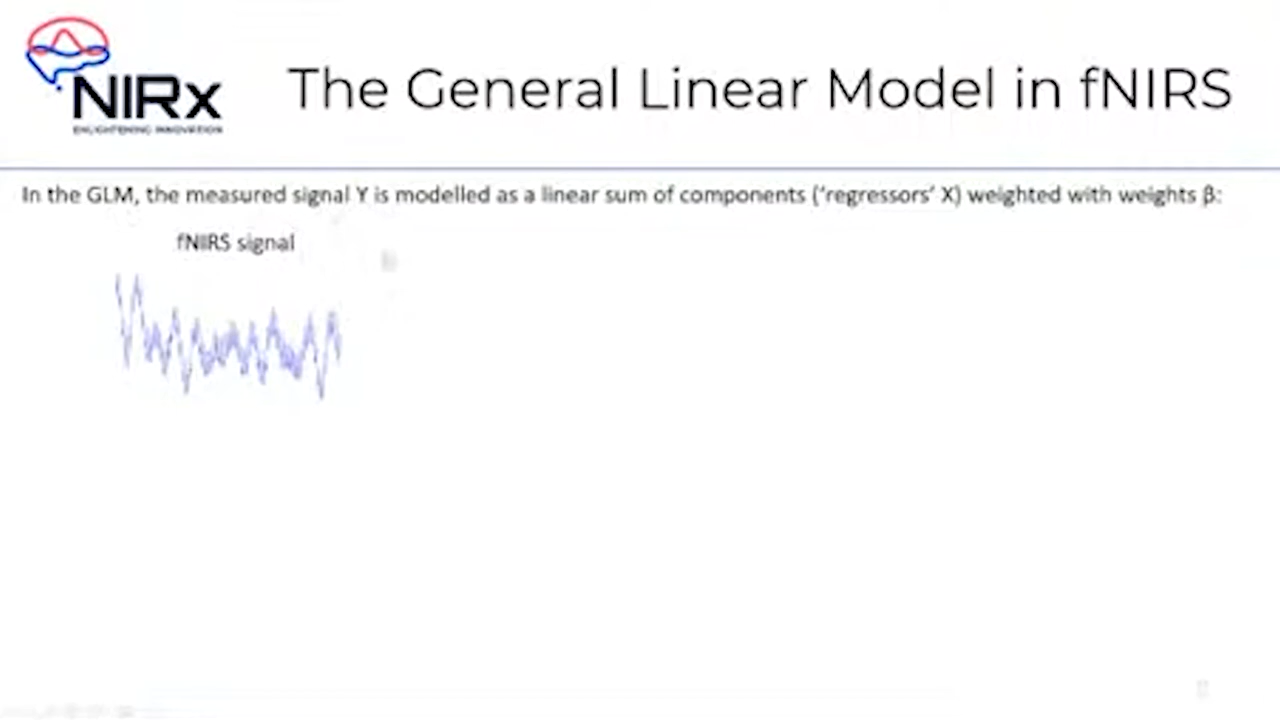 NIRx
ENLIGHTENING INNOVATION
The General Linear Model in fNIRS
In the GLM, the measured signal Y is modelled as a linear sum of components ('regressors' X) weighted with weights β:
fNIRS signal